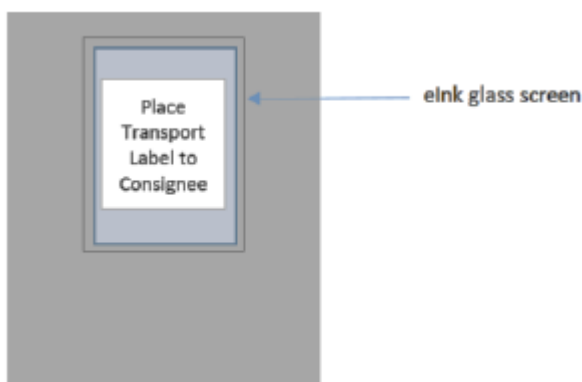 Place
Transport
Label to
Consignee
eInk glass screen